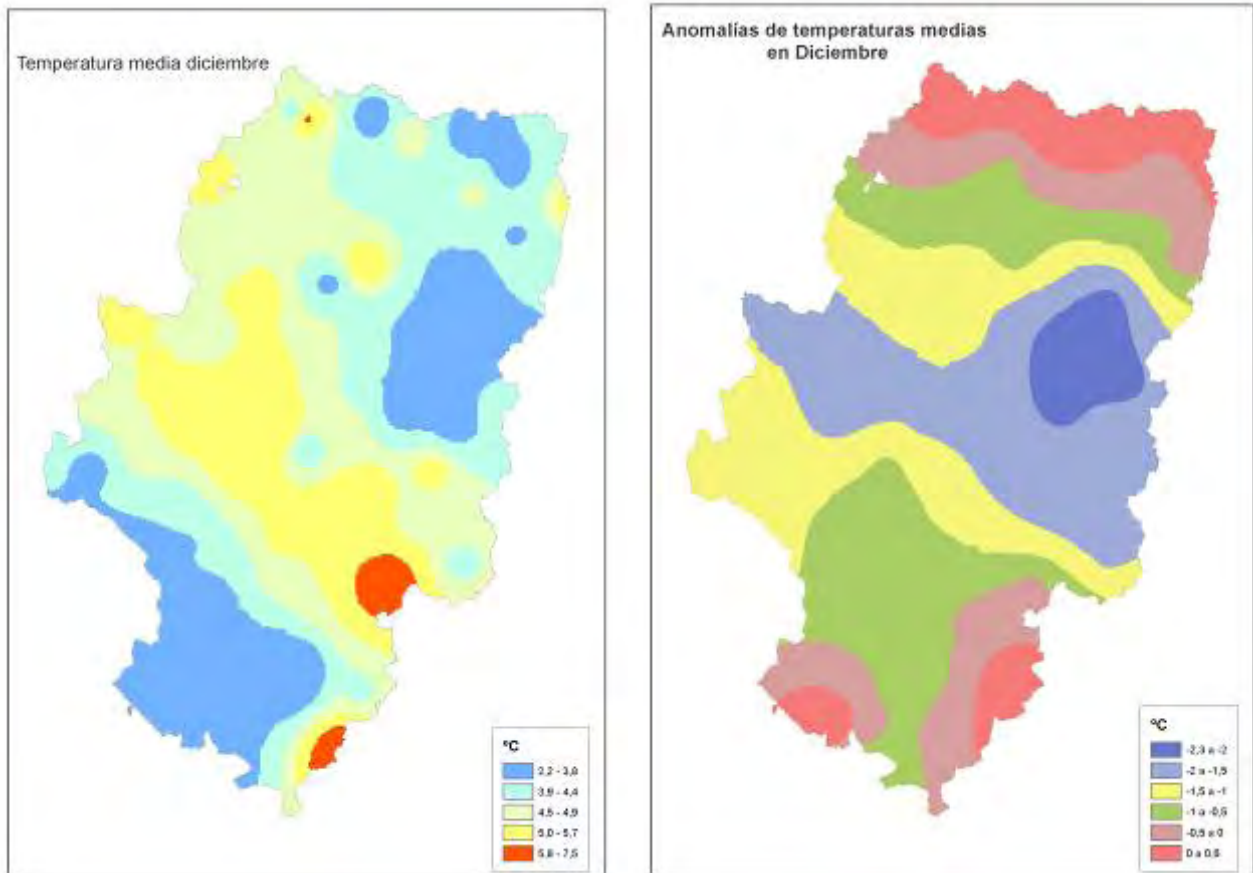 Temperatura media diciembre
ºC
2,2 - 3,8
3,9 - 4,4
4,5 - 4,9
5,0 - 5,7
5,8 - 7,5
Anomalías de temperaturas medias
en Diciembre
ºC
-2,3 a -2
-2 a -1,5
-1,5 a -1
-1 a -0,5
-0,5 a 0
0 a 0,5